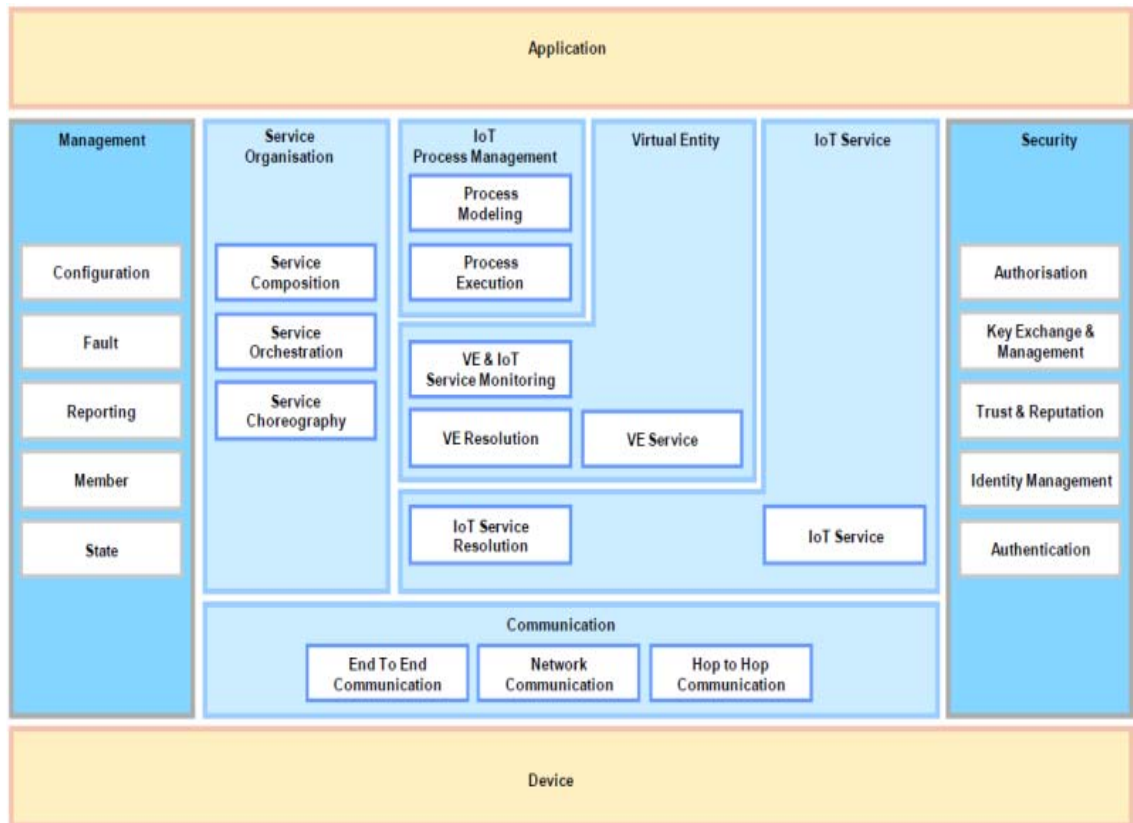 Application
Management
Configuration
Fault
Reporting
Member
State
Service
Organisation
Service
Composition
Service
Orchestration
Service
Choreography
IoT
Process Management
Process
Modeling
Process
Execution
Virtual Entity
VE & IoT
Service Monitoring
VE Resolution
VE Service
IoT Service
IoT Service
Resolution
IoT Service
Communication
End To End
Communication
Network
Communication
Hop to Hop
Communication
Security
Authorisation
Key Exchange &
Management
Trust & Reputation
Identity Management
Authentication
Device